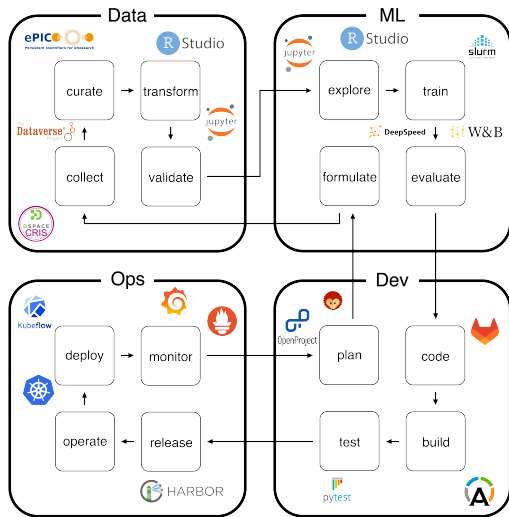 Data
ePIC
Persistent Identifiers for eResearch
R Studio
curate
transform
The
Dataverse
Project
jupyter
collect
validate
DSPACE
CRIS
ML
jupyter
R Studio
slurm
explore
train
DeepSpeed
W&B
formulate
evaluate
Ops
Kubeflow
deploy
monitor
operate
release
HARBOR
Dev
OpenProject
plan
code
test
build
pytest
A